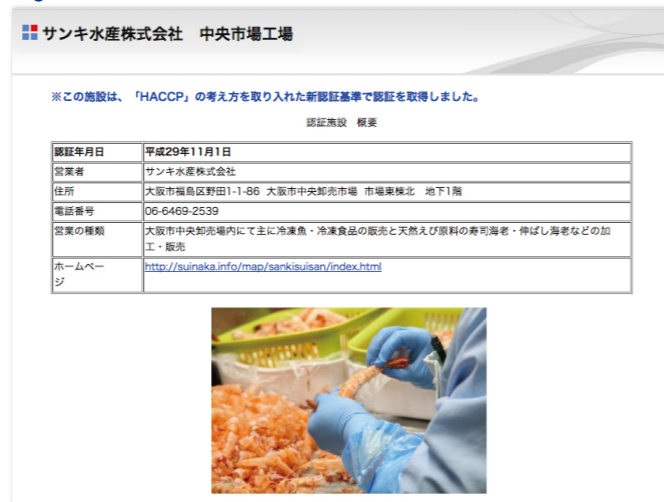 サンキ水産株式会社 中央市場工場
※この施設は、「HACCP」の考え方を取り入れた新認証基準で認証を取得しました。
認証施設 概要
認証年月日 平成29年11月1日
営業者 サンキ水産株式会社
住所 大阪市福島区野田1-1-86 大阪市中央卸売市場 市場東棟北 地下1階
電話番号 06-6469-2539
営業の種類 大阪市中央卸売場内にて主に冷凍魚・冷凍食品の販売と天然えび原料の寿司海老・伸ばし海老などの加
工・販売
ホームペー http://suinaka.info/map/sankisuisan/index.html
ジ